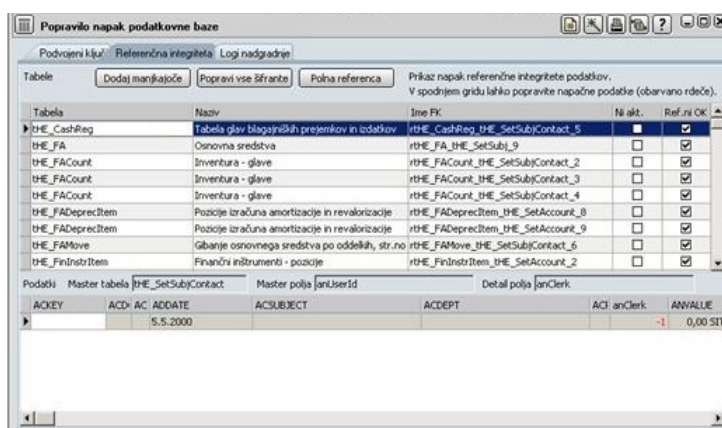 Popravilo napak podatkovne baze
Podvojeni ključ Referenčna integriteta Logi nadgradnje
Tabele Dodaj manjkajoče Popravi vse šifrante Polna referenca Prikaz napak referenčne integritete podatkov.
V spodnjem gridu lahko popravite napačne podatke (obarvano rdeče).
Tabela Naziv Ime FK Ni akt. Ref.ni OK
tHE_CashReg Tabela glav blagajniških prejemkov in izdatkov rtHE_CashReg_tHE_SetSubjContact_5
tHE_FA Osnovna sredstva rtHE_FA_tHE_SetSubj_9
tHE_FACount Inventura - glave rtHE_FACount_tHE_SetSubjContact_2
tHE_FACount Inventura - glave rtHE_FACount_tHE_SetSubjContact_3
tHE_FACount Inventura - glave rtHE_FACount_tHE_SetSubjContact_4
tHE_FADeprecItem Pozicije izračuna amortizacije in revalorizacije rtHE_FADeprecItem_tHE_SetAccount_8
tHE_FADeprecItem Pozicije izračuna amortizacije in revalorizacije rtHE_FADeprecItem_tHE_SetAccount_9
tHE_FAMove Gibanje osnovnega sredstva po oddelkih, str.no rtHE_FAMove_tHE_SetSubjContact_6
tHE_FinInstrItem Finančni inštrumenti - pozicije rtHE_FinInstrItem_tHE_SetAccount_2
Podatki Master tabela tHE_SetSubjContact Master polja anUserId Detail polja anClerk
ACKEY ACD AC ADDATE ACSUBJECT ACDEPT ACI anClerk ANVALUE
5.5.2000 -1 0,00 SIT